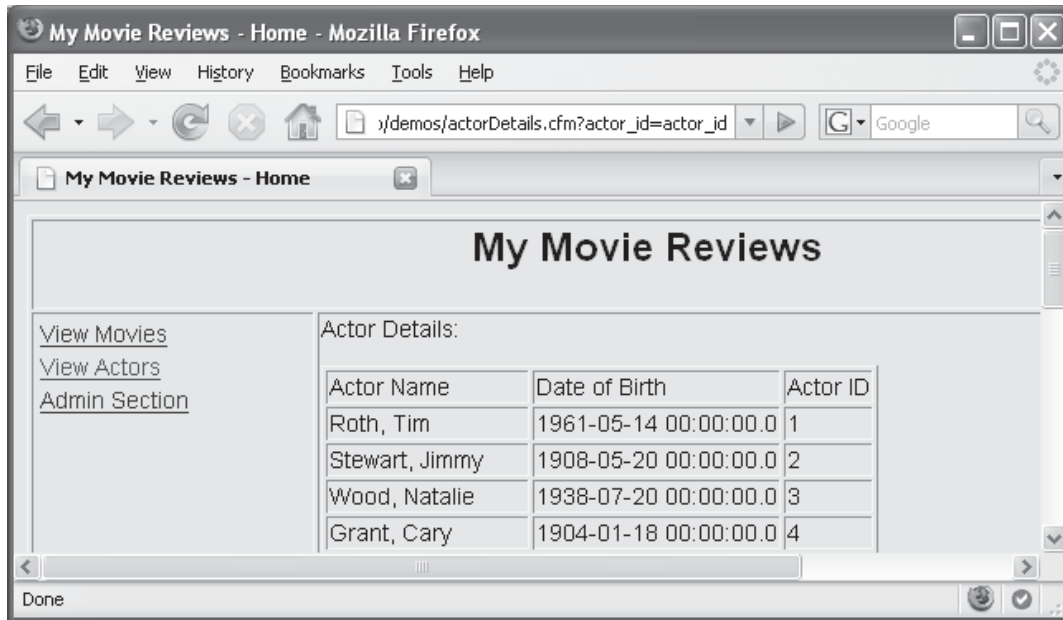 My Movie Reviews - Home - Mozilla Firefox
File Edit View History Bookmarks Tools Help
/demos/actorDetails.cfm?actor_id=actor_id G Google
My Movie Reviews - Home
My Movie Reviews
View Movies
View Actors
Admin Section
Actor Details:
Actor Name Date of Birth Actor ID
Roth, Tim 1961-05-14 00:00:00.0 1
Stewart, Jimmy 1908-05-20 00:00:00.0 2
Wood, Natalie 1938-07-20 00:00:00.0 3
Grant, Cary 1904-01-18 00:00:00.0 4
Done